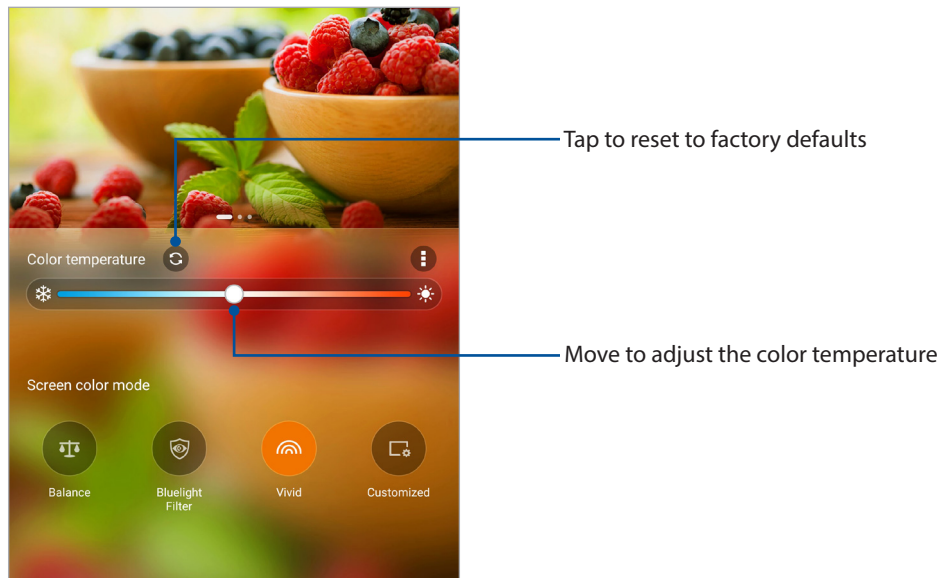 Tap to reset to factory defaults
Color temperature
Move to adjust the color temperature
Screen color mode
Balance
Bluelight
Filter
Vivid
Customized